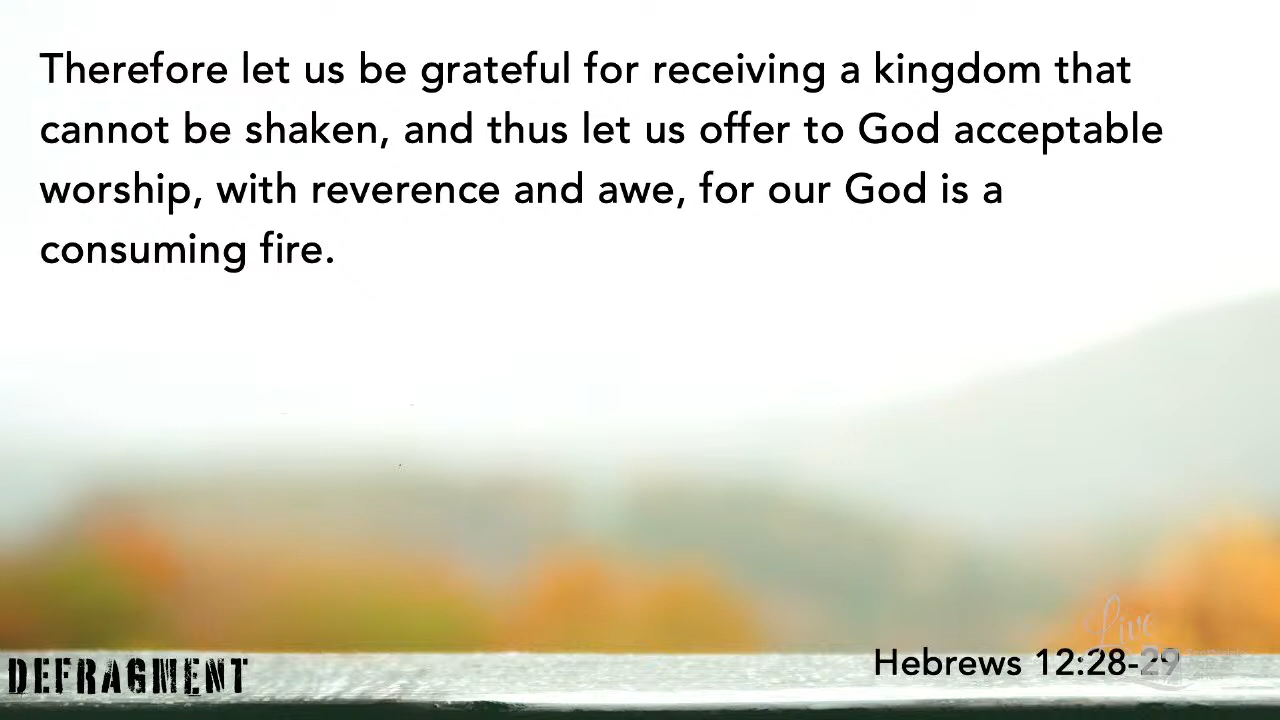 Therefore let us be grateful for receiving a kingdom that
cannot be shaken, and thus let us offer to God acceptable
worship, with reverence and awe, for our God is a
consuming fire.
Live
DEFRAGMENT
Hebrews 12:28-29